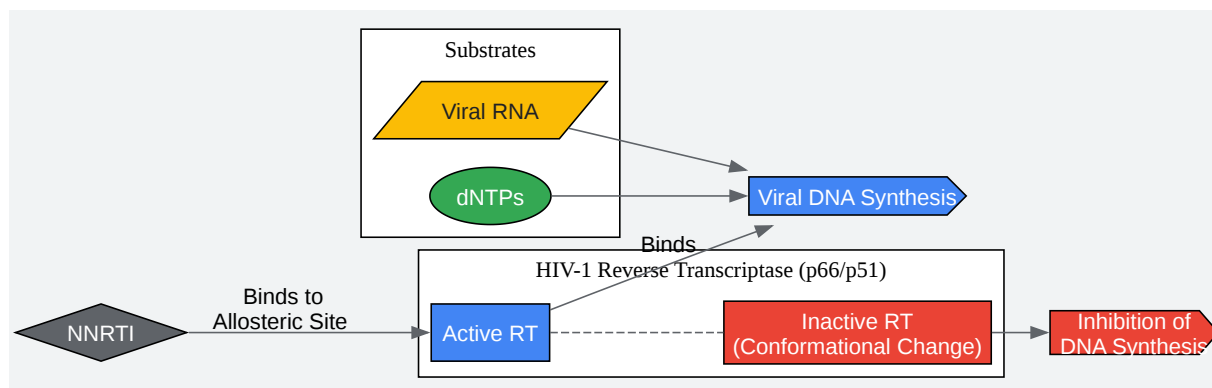 Substrates
Viral RNA
dNTPs
Viral DNA Synthesis
Binds
HIV-1 Reverse Transcriptase (p66/p51)
NNRTI
Binds to
Allosteric Site
Active RT
Inactive RT
(Conformational Change)
Inhibition of
DNA Synthesis